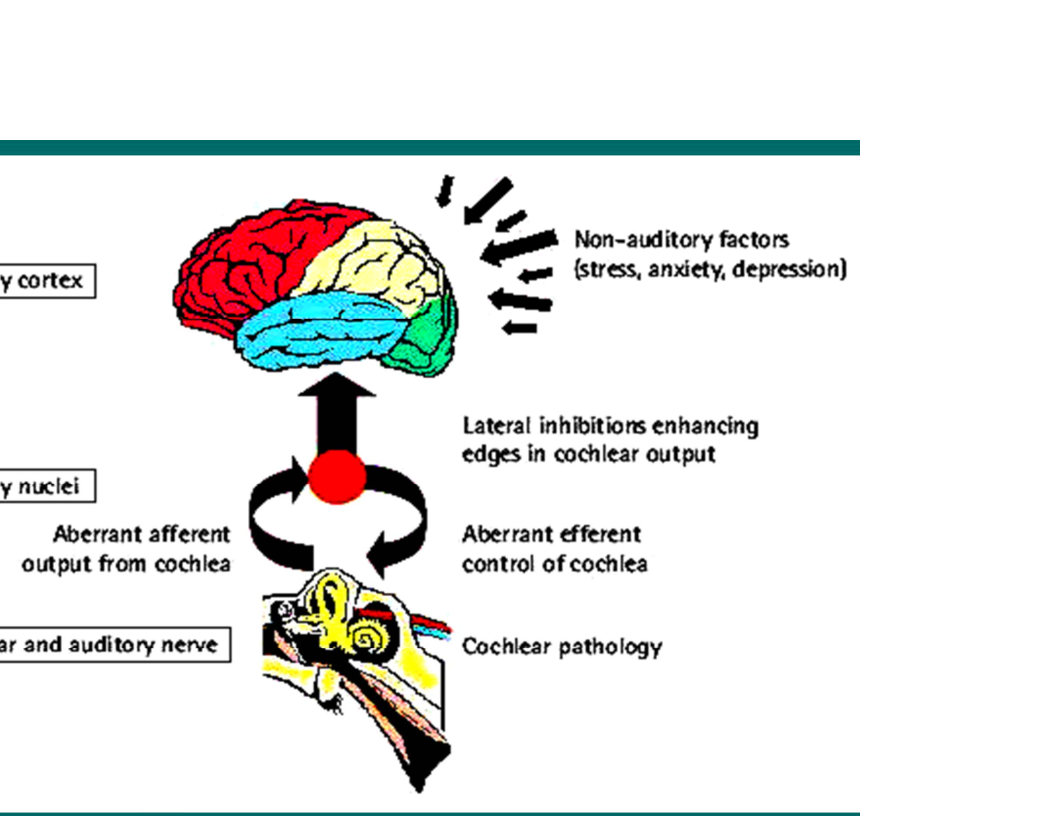 Non-auditory factors
(stress, anxiety, depression)
y cortex
Lateral inhibitions enhancing
edges in cochlear output
y nuclei
Aberrant afferent
output from cochlea
Aberrant efferent
control of cochlea
ar and auditory nerve
Cochlear pathology